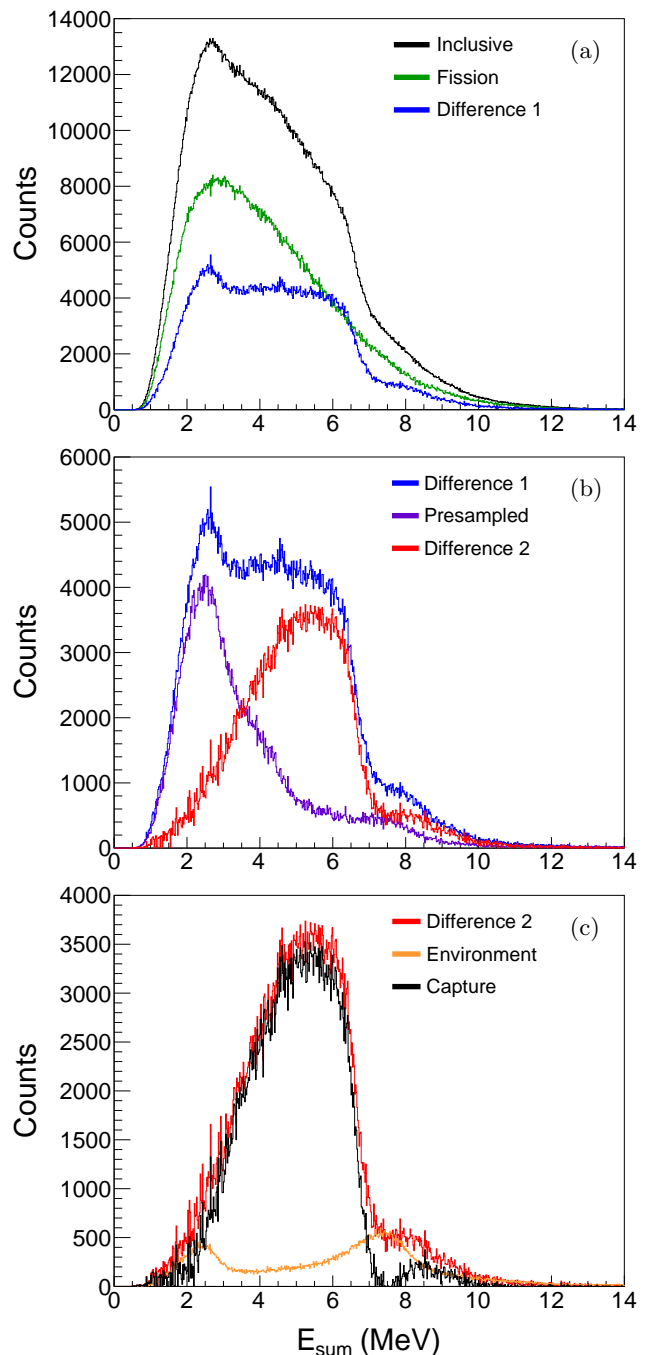 14000
12000
10000
8000
6000
4000
2000
0
Counts
Inclusive
Fission
Difference 1
(a)
0 2 4 6 8 10 12 14
6000
5000
4000
3000
2000
1000
0
Counts
Difference 1
Presampled
Difference 2
(b)
0 2 4 6 8 10 12 14
4000
3500
3000
2500
2000
1500
1000
500
0
Counts
Difference 2
Environment
Capture
(c)
0 2 4 6 8 10 12 14
E_sum (MeV)